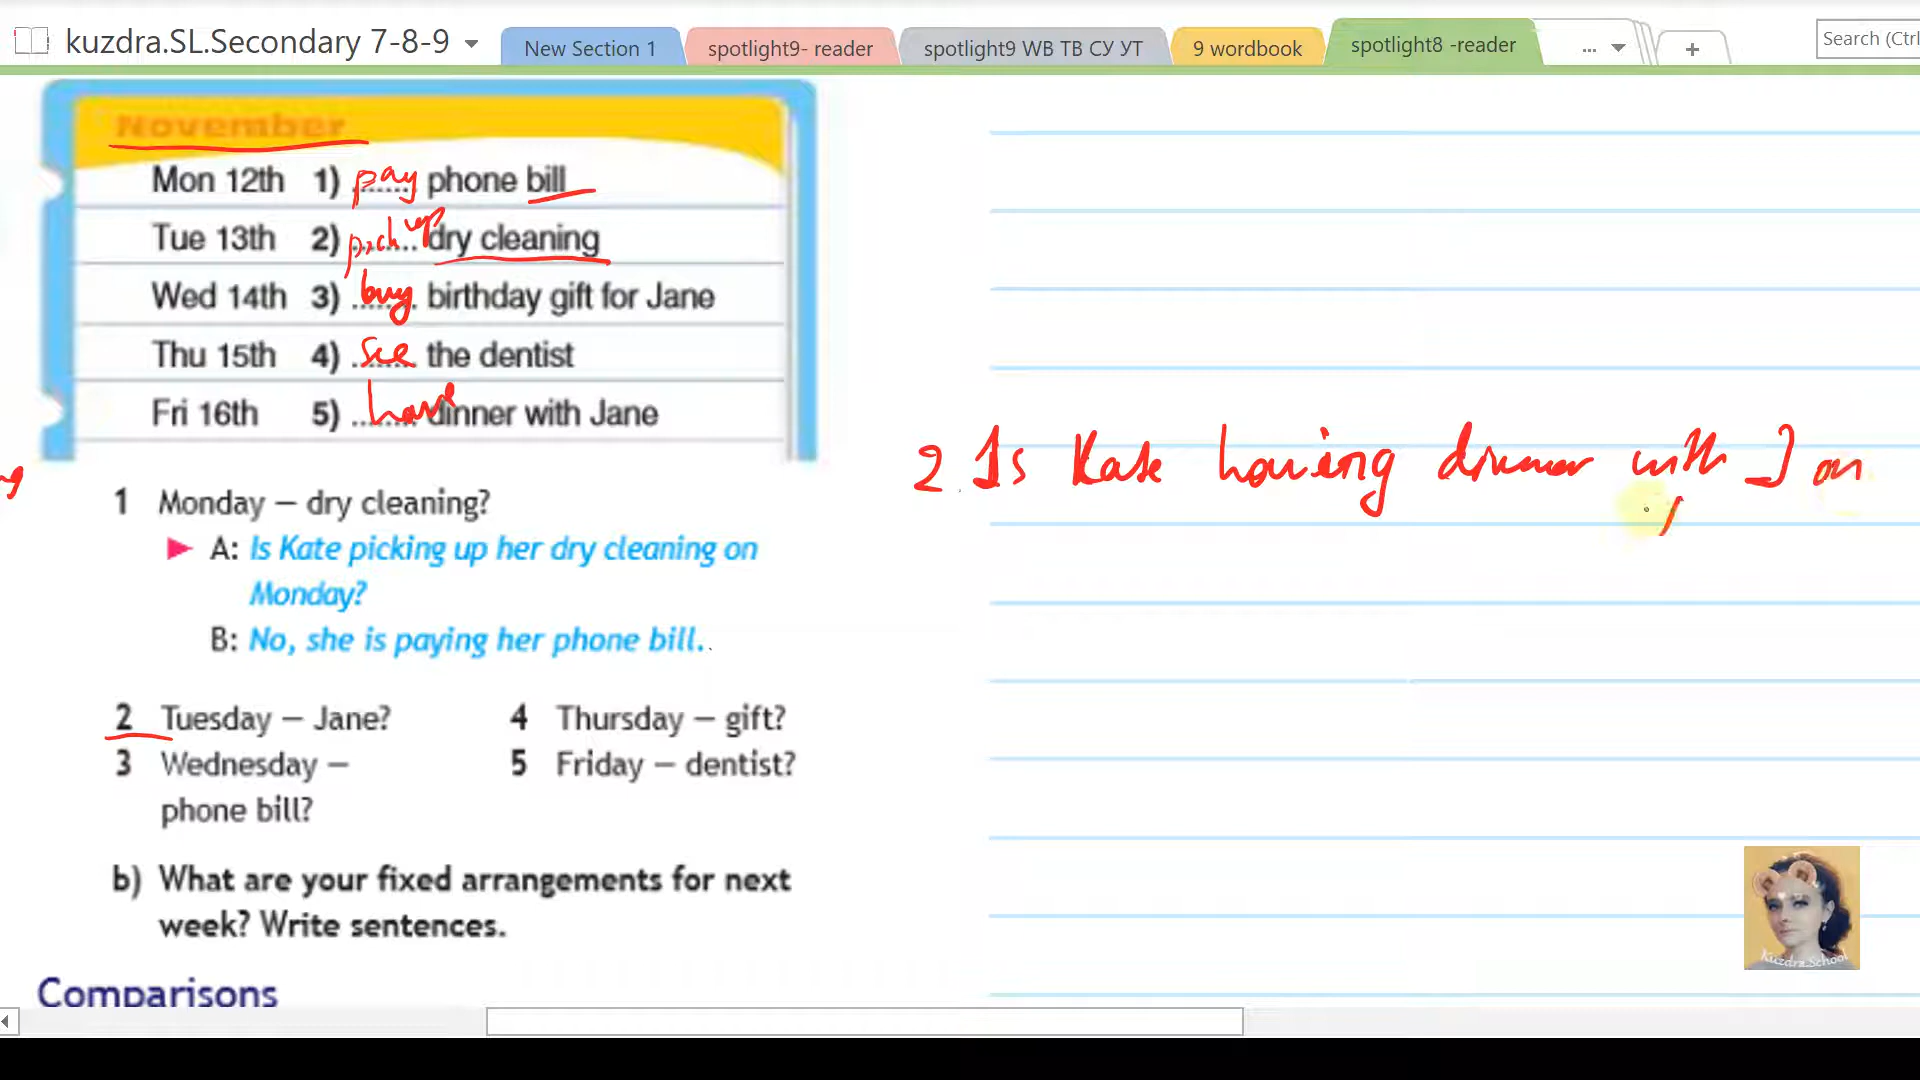 kuzdra.SL.Secondary 7-8-9
New Section 1
spotlight9- reader
spotlight9 WB TB СУ УТ
9 wordbook
spotlight8 -reader
...
+
Search (Ctrl
November
Mon 12th 1) pay phone bill
Tue 13th 2) pick up dry cleaning
Wed 14th 3) buy birthday gift for Jane
Thu 15th 4) see the dentist
Fri 16th 5) have dinner with Jane
1 Monday – dry cleaning?
A: Is Kate picking up her dry cleaning on
Monday?
B: No, she is paying her phone bill.
2 Tuesday – Jane?
4 Thursday – gift?
3 Wednesday –
phone bill?
5 Friday – dentist?
b) What are your fixed arrangements for next
week? Write sentences.
Comparisons
2. Is Kate having dinner with J on
Kuzdra.School